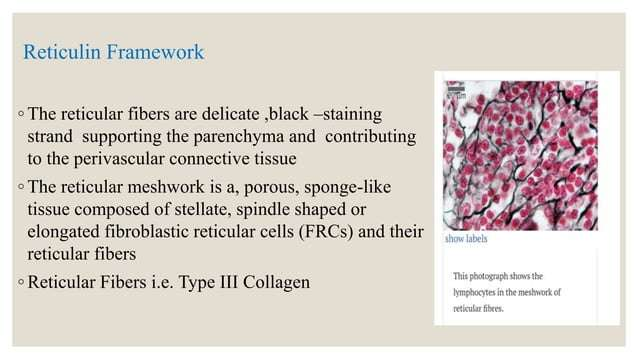 Reticulin Framework
The reticular fibers are delicate ,black –staining
strand supporting the parenchyma and contributing
to the perivascular connective tissue
The reticular meshwork is a, porous, sponge-like
tissue composed of stellate, spindle shaped or
elongated fibroblastic reticular cells (FRCs) and their
reticular fibers
Reticular Fibers i.e. Type III Collagen
show labels
This photograph shows the
lymphocytes in the meshwork of
reticular fibres.